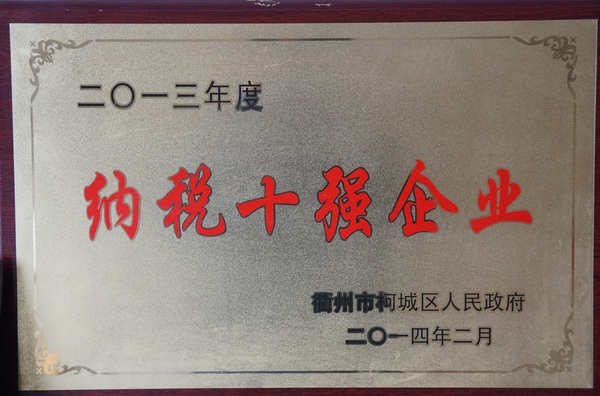 二〇一三年度
纳税十强企业
衢州市柯城区人民政府
二〇一四年二月